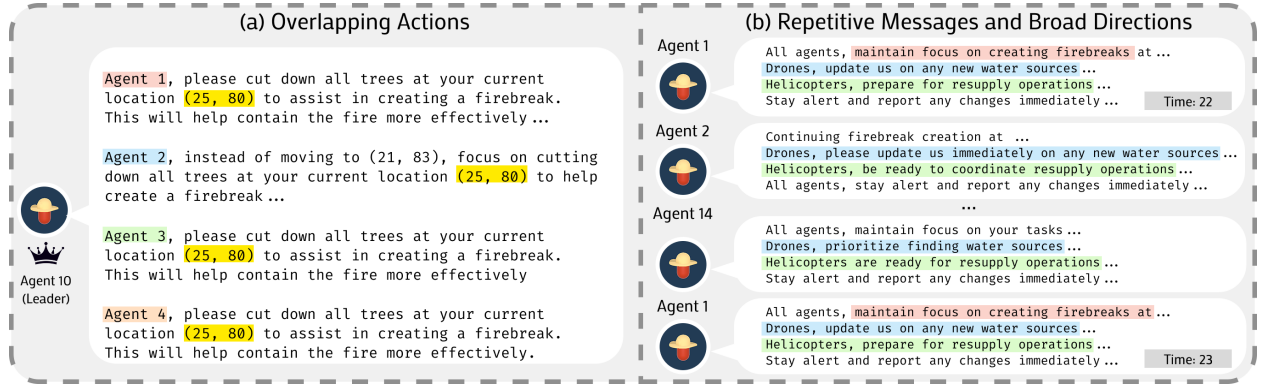 (a) Overlapping Actions
Agent 1, please cut down all trees at your current
location (25, 80) to assist in creating a firebreak.
This will help contain the fire more effectively ...
Agent 2, instead of moving to (21, 83), focus on cutting
down all trees at your current location (25, 80) to help
create a firebreak ...
Agent 3, please cut down all trees at your current
location (25, 80) to assist in creating a firebreak.
This will help contain the fire more effectively
Agent 4, please cut down all trees at your current
location (25, 80) to assist in creating a firebreak.
This will help contain the fire more effectively.
Agent 10
(Leader)
(b) Repetitive Messages and Broad Directions
Agent 1
All agents, maintain focus on creating firebreaks at ...
Drones, update us on any new water sources ...
Helicopters, prepare for resupply operations ...
Stay alert and report any changes immediately ...
Time: 22
Agent 2
Continuing firebreak creation at ...
Drones, please update us immediately on any new water sources ...
Helicopters, be ready to coordinate resupply operations ...
All agents, stay alert and report any changes immediately ...
...
Agent 14
All agents, maintain focus on your tasks ...
Drones, prioritize finding water sources ...
Helicopters are ready for resupply operations ...
Stay alert and report any changes immediately ...
Agent 1
All agents, maintain focus on creating firebreaks at ...
Drones, update us on any new water sources ...
Helicopters, prepare for resupply operations ...
Stay alert and report any changes immediately ...
Time: 23